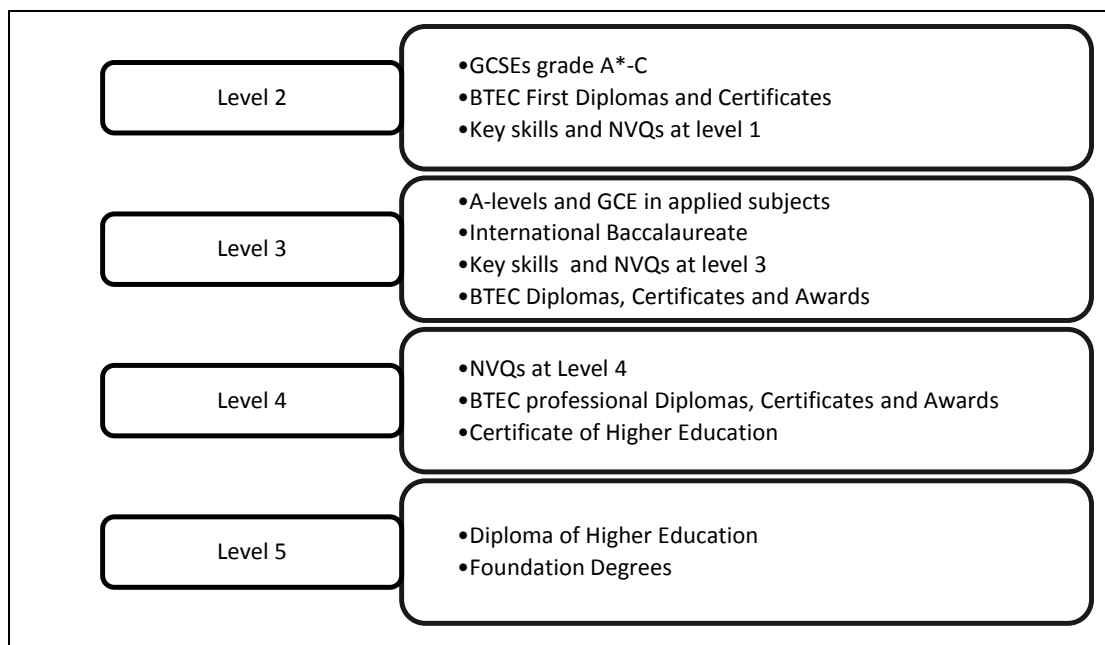 Level 2
•GCSEs grade A*-C
•BTEC First Diplomas and Certificates
•Key skills and NVQs at level 1
Level 3
•A-levels and GCE in applied subjects
•International Baccalaureate
•Key skills  and NVQs at level 3
•BTEC Diplomas, Certificates and Awards
Level 4
•NVQs at Level 4
•BTEC professional Diplomas, Certificates and Awards
•Certificate of Higher Education
Level 5
•Diploma of Higher Education
•Foundation Degrees